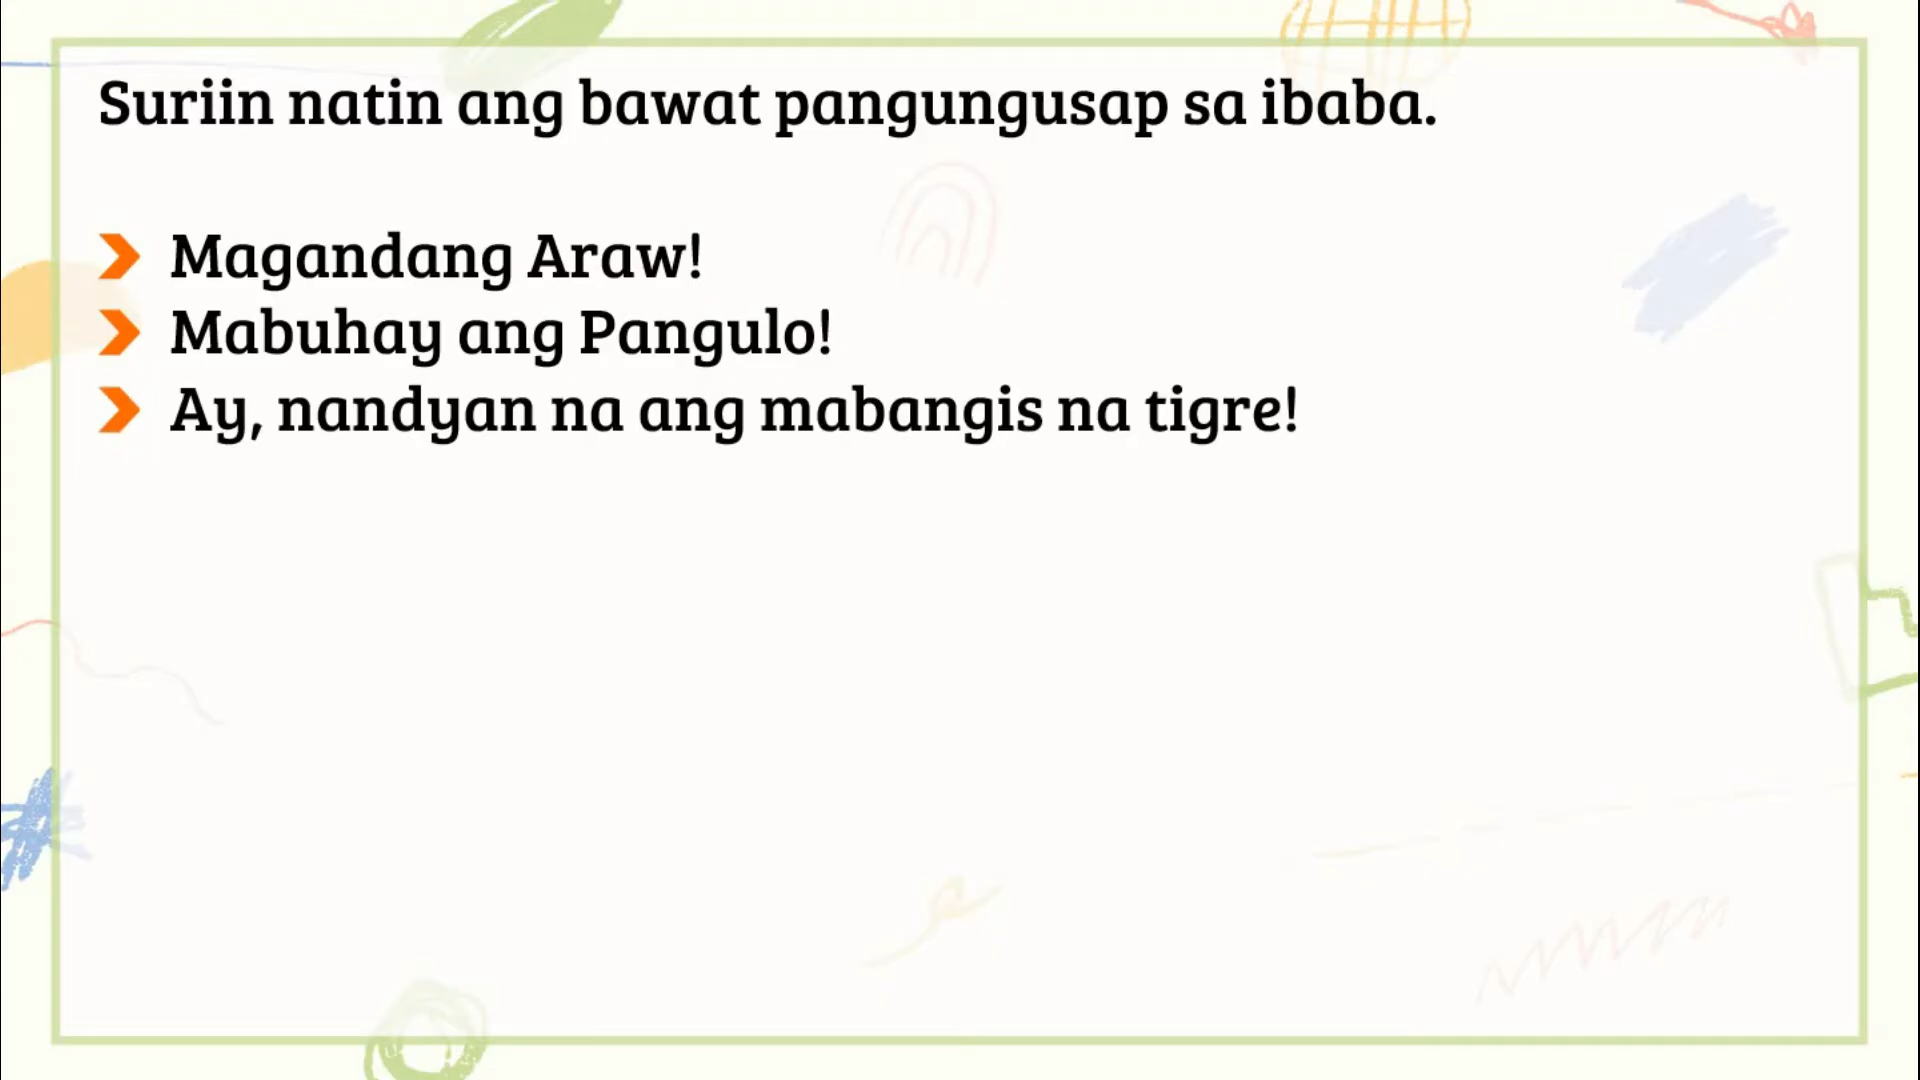 Suriin natin ang bawat pangungusap sa ibaba.
Magandang Araw!
Mabuhay ang Pangulo!
Ay, nandyan na ang mabangis na tigre!